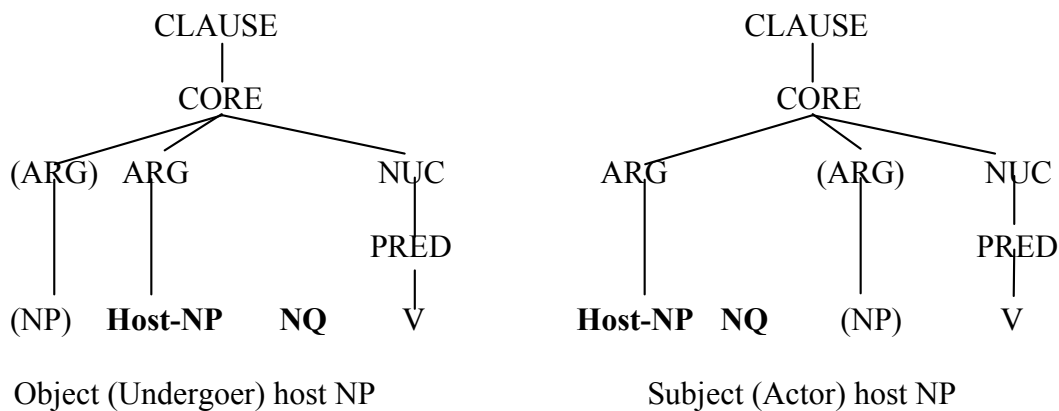 CLAUSE CLAUSE
CORE CORE
(ARG) ARG NUC ARG (ARG) NUC
PRED PRED
(NP) Host-NP NQ V Host-NP NQ (NP) V
Object (Undergoer) host NP Subject (Actor) host NP